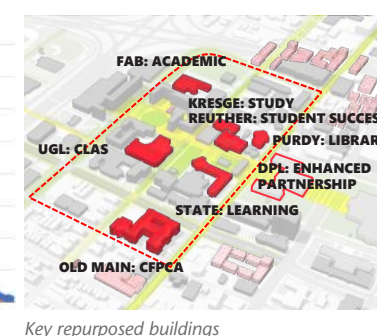 FAB: ACADEMIC
KRESGE: STUDY
REUTHER: STUDENT SUCCES
PURDY: LIBRAR
UGL: CLAS
DPL: ENHANCED
PARTNERSHIP
STATE: LEARNING
OLD MAIN: CFPCA
Key repurposed buildings